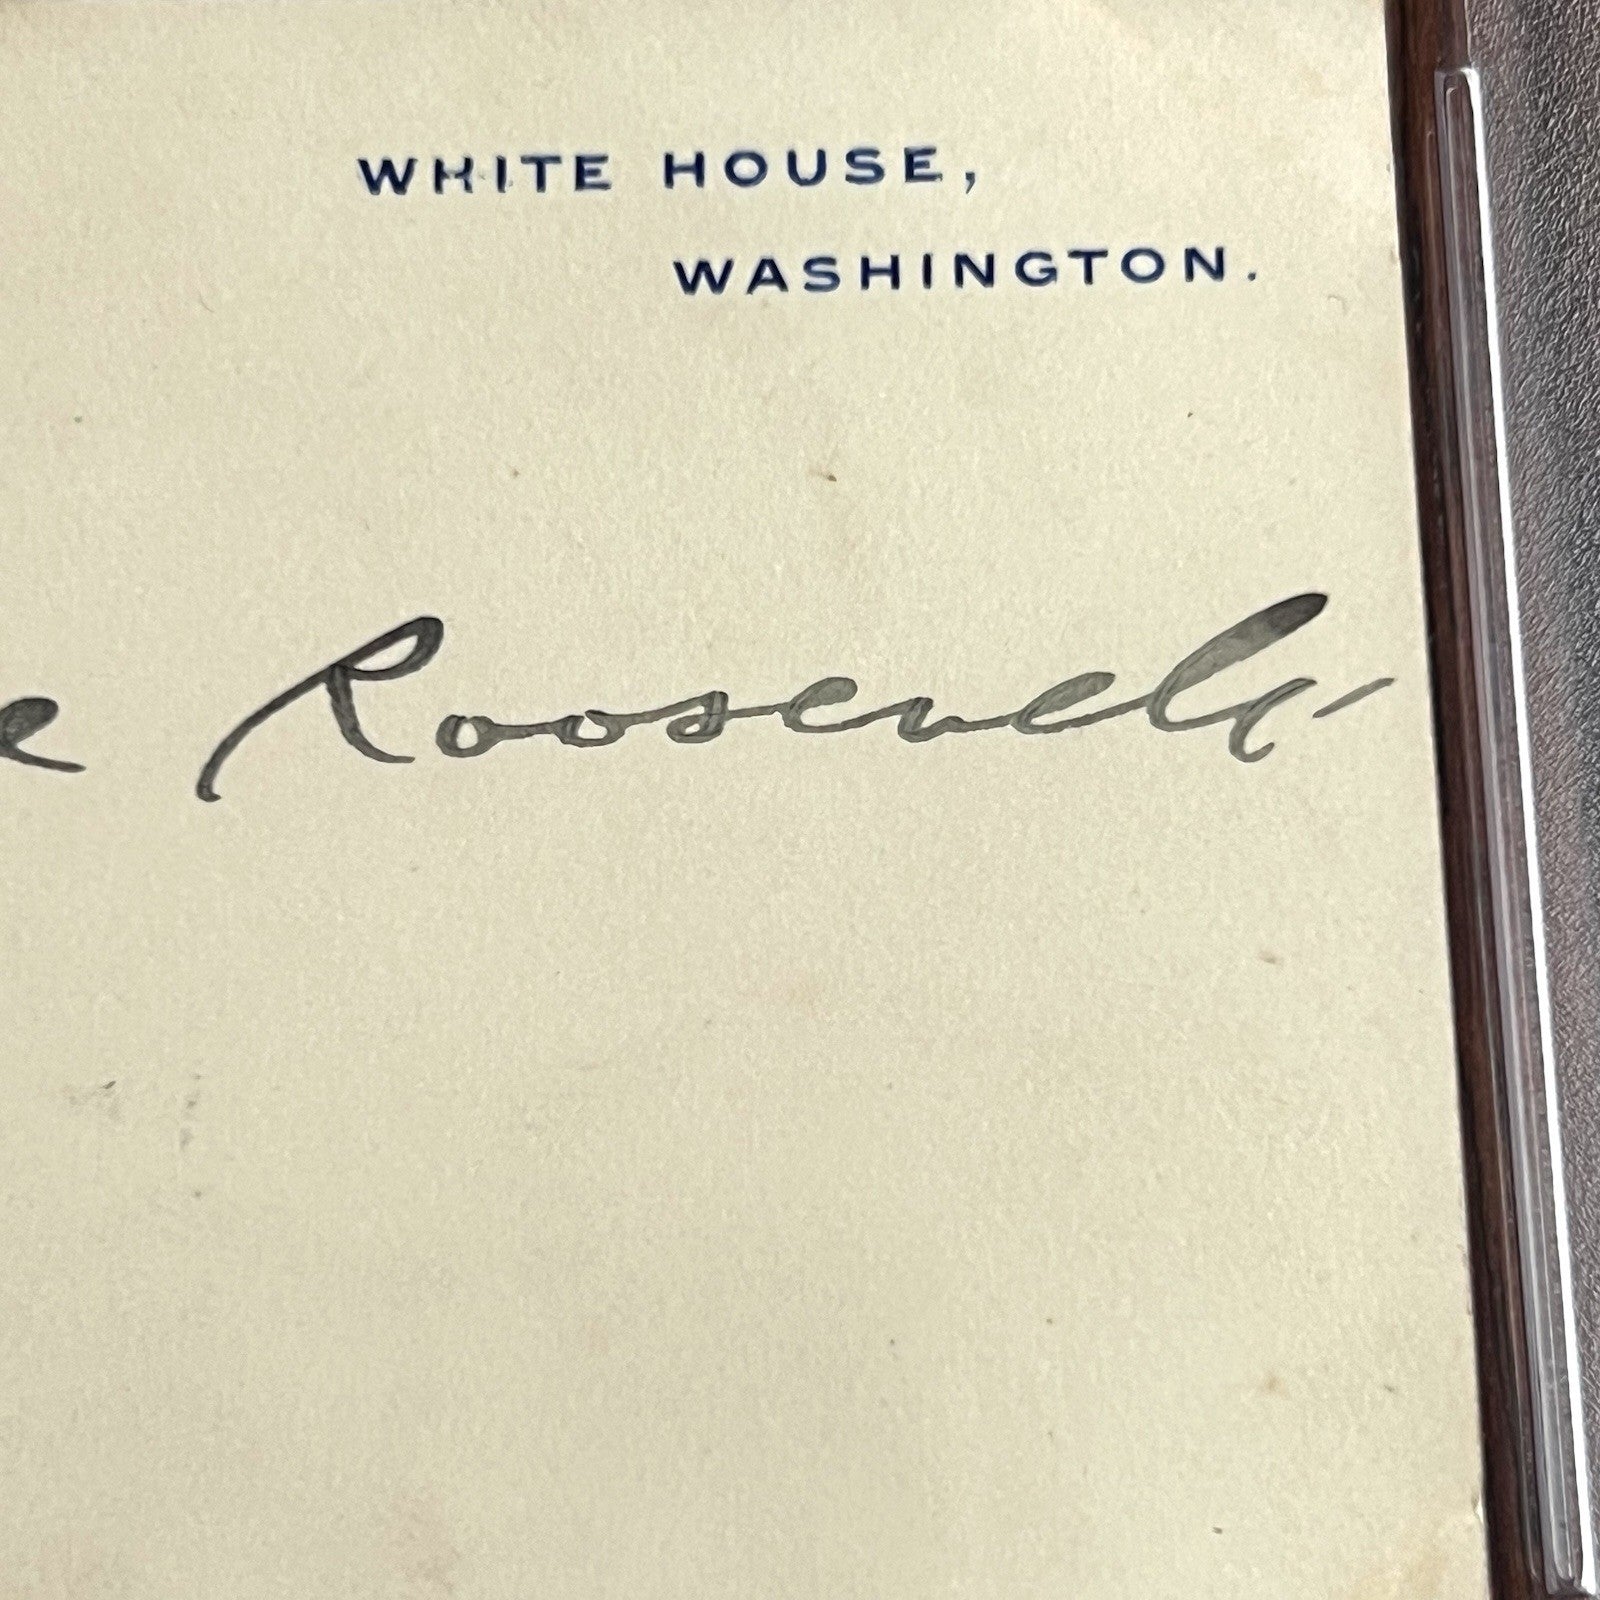 WHITE HOUSE,
WASHINGTON.
e Roosevelt